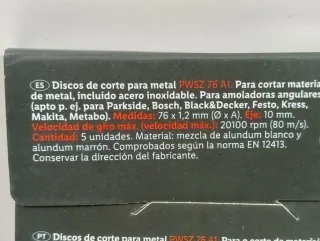 ES Discos de corte para metal PWSZ 76 A1. Para cortar materia
de metal, incluido acero inoxidable. Para amoladoras angulares
(apto p. ej. para Parkside, Bosch, Black&Decker, Festo, Kress,
Makita, Metabo). Medidas: 76 x 1,2 mm (Ø x A). Eje: 10 mm.
Velocidad de giro máx. (velocidad máx.): 20100 rpm (80 m/s).
Cantidad: 5 unidades. Material: mezcla de alundum blanco y
alundum marrón. Comprobados según la norma EN 12413.
Conservar la dirección del fabricante.
PT Discos de corte para metal PWSZ 76 A1. Para o corte de material